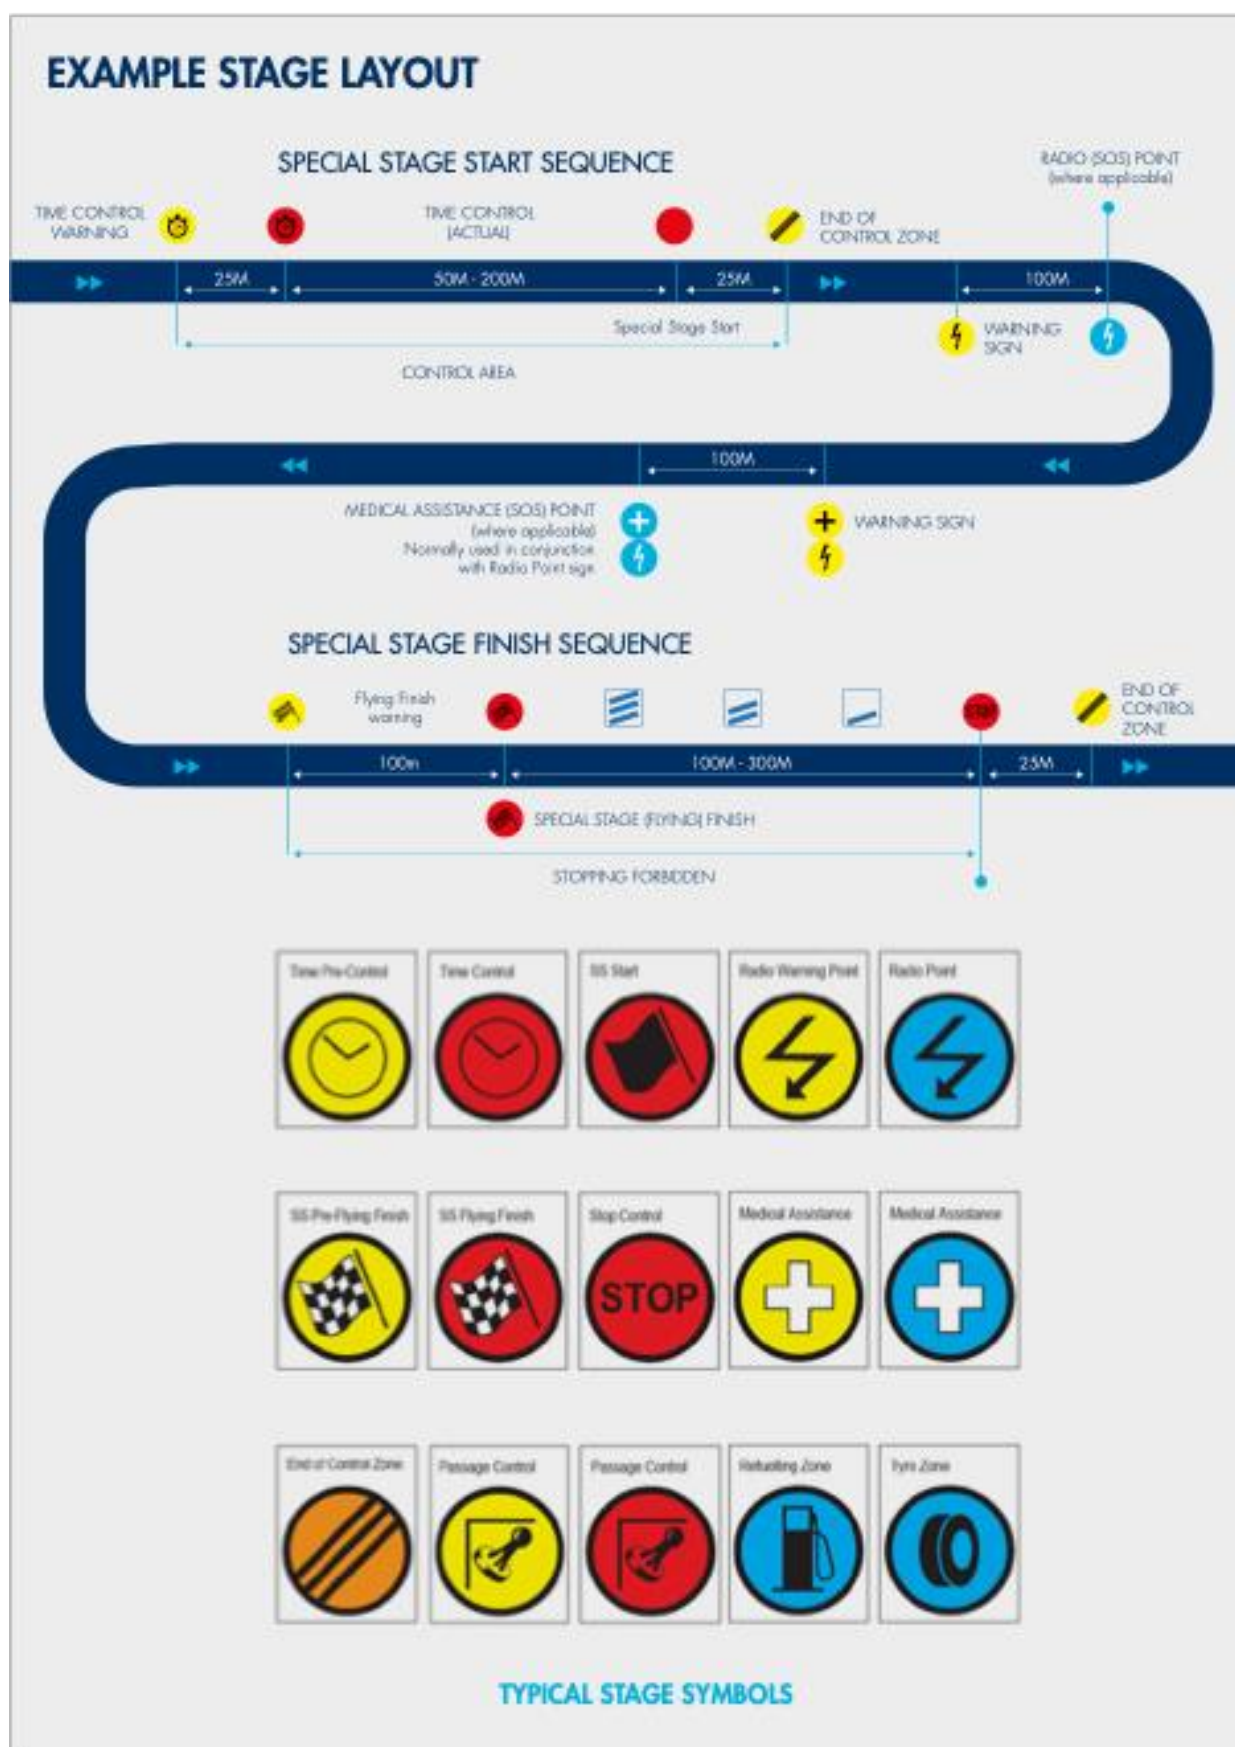 EXAMPLE STAGE LAYOUT
SPECIAL STAGE START SEQUENCE
RADIO (SOS) POINT
(where applicable)
TIME CONTROL
WARNING
TIME CONTROL
(ACTUAL)
END OF
CONTROL ZONE
25M
50M - 200M
25M
100M
Special Stage Start
WARNING
SIGN
CONTROL AREA
100M
MEDICAL ASSISTANCE (SOS) POINT
(where applicable)
Normally used in conjunction
with Radio Point sign
WARNING SIGN
SPECIAL STAGE FINISH SEQUENCE
Flying Finish
warning
STOP
END OF
CONTROL
ZONE
100m
100M - 300M
25M
SPECIAL STAGE (FLYING) FINISH
STOPPING FORBIDDEN
Time Pre-Control
Time Control
SS Start
Radio Warning Point
Radio Point
SS Pre-Flying Finish
SS Flying Finish
Stop Control
Medical Assistance
Medical Assistance
STOP
End of Control Zone
Passage Control
Passage Control
Refuelling Zone
Tyre Zone
TYPICAL STAGE SYMBOLS